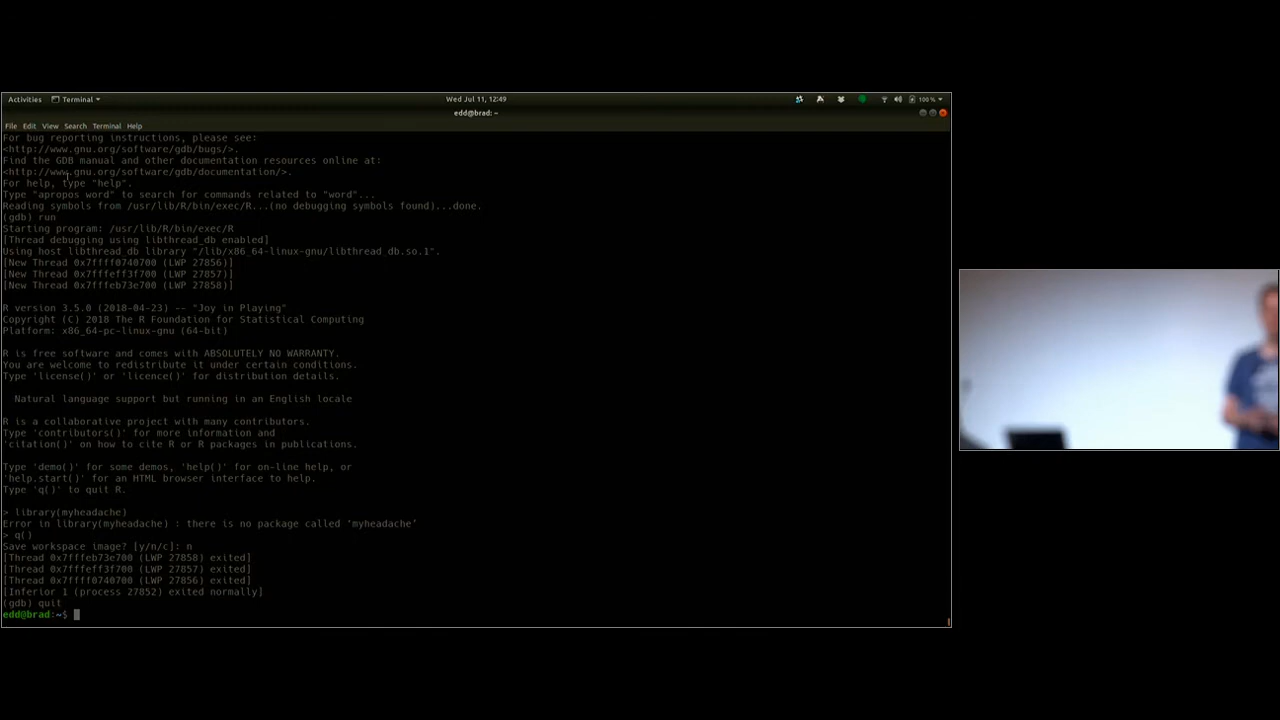 Activities Terminal Wed Jul 11, 12:49 100 %
edd@brad: ~
File Edit View Search Terminal Help
For bug reporting instructions, please see:
<http://www.gnu.org/software/gdb/bugs/>.
Find the GDB manual and other documentation resources online at:
<http://www.gnu.org/software/gdb/documentation/>.
For help, type "help".
Type "apropos word" to search for commands related to "word"...
Reading symbols from /usr/lib/R/bin/exec/R...(no debugging symbols found)...done.
(gdb) run
Starting program: /usr/lib/R/bin/exec/R
[Thread debugging using libthread_db enabled]
Using host libthread_db library "/lib/x86_64-linux-gnu/libthread_db.so.1".
[New Thread 0x7ffff0740700 (LWP 27856)]
[New Thread 0x7fffeff3f700 (LWP 27857)]
[New Thread 0x7fffeb73e700 (LWP 27858)]
R version 3.5.0 (2018-04-23) -- "Joy in Playing"
Copyright (C) 2018 The R Foundation for Statistical Computing
Platform: x86_64-pc-linux-gnu (64-bit)
R is free software and comes with ABSOLUTELY NO WARRANTY.
You are welcome to redistribute it under certain conditions.
Type 'license()' or 'licence()' for distribution details.
Natural language support but running in an English locale
R is a collaborative project with many contributors.
Type 'contributors()' for more information and
'citation()' on how to cite R or R packages in publications.
Type 'demo()' for some demos, 'help()' for on-line help, or
'help.start()' for an HTML browser interface to help.
Type 'q()' to quit R.
> library(myheadache)
Error in library(myheadache) : there is no package called ‘myheadache’
> q()
Save workspace image? [y/n/c]: n
[Thread 0x7fffeb73e700 (LWP 27858) exited]
[Thread 0x7fffeff3f700 (LWP 27857) exited]
[Thread 0x7ffff0740700 (LWP 27856) exited]
[Inferior 1 (process 27852) exited normally]
(gdb) quit
edd@brad:~$